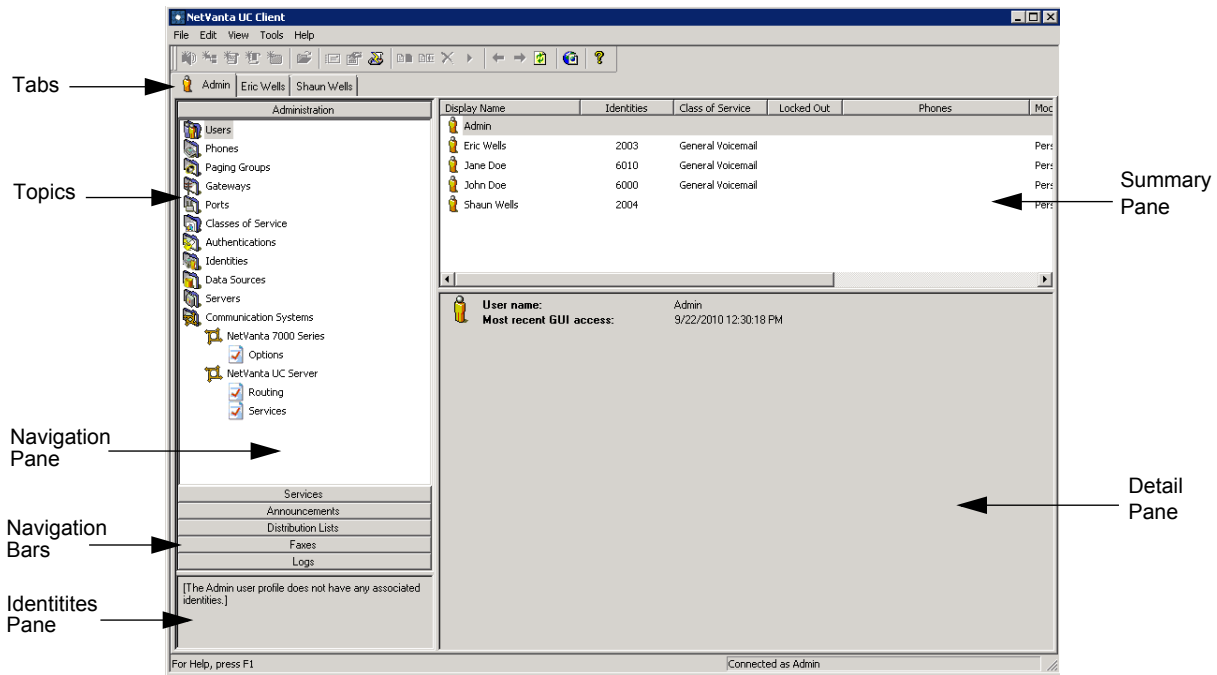 NetVanta UC Client
File Edit View Tools Help
Tabs
Admin Eric Wells Shaun Wells
Administration
Users
Phones
Paging Groups
Gateways
Ports
Classes of Service
Authentications
Identities
Data Sources
Servers
Communication Systems
NetVanta 7000 Series
Options
NetVanta UC Server
Routing
Services
Topics
Navigation
Pane
Services
Announcements
Distribution Lists
Faxes
Logs
Navigation
Bars
[The Admin user profile does not have any associated
identities.]
Identitites
Pane
Display Name Identities Class of Service Locked Out Phones Moc
Admin
Eric Wells 2003 General Voicemail Pers
Jane Doe 6010 General Voicemail Pers
John Doe 6000 General Voicemail Pers
Shaun Wells 2004 Pers
Summary
Pane
User name: Admin
Most recent GUI access: 9/22/2010 12:30:18 PM
Detail
Pane
For Help, press F1 Connected as Admin